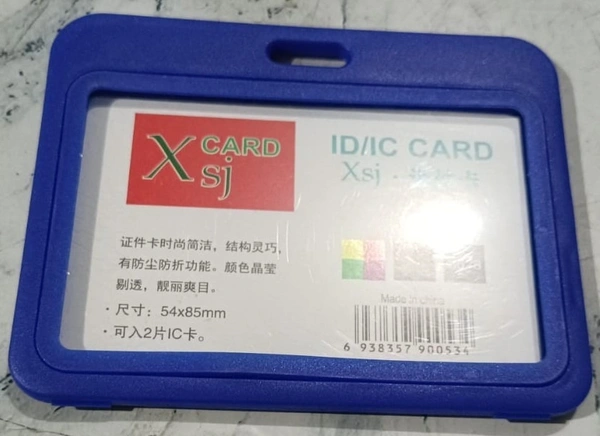 X CARD
sj
ID/IC CARD
Xsj
证件卡时尚简洁，结构灵巧，
有防尘防折功能。颜色晶莹
剔透，靓丽爽目。
· 尺寸：54x85mm
· 可入2片IC卡。
Made in china
6 938357 900534